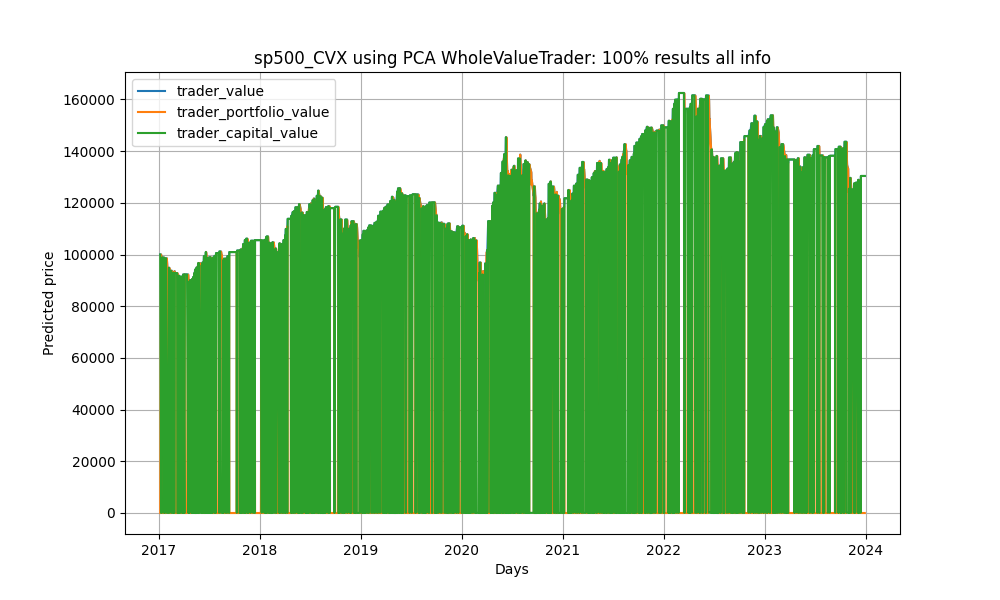 sp500_CVX using PCA WholeValueTrader: 100% results all info
trader_value
trader_portfolio_value
trader_capital_value
160000
140000
120000
100000
80000
60000
40000
20000
0
Predicted price
2017 2018 2019 2020 2021 2022 2023 2024
Days